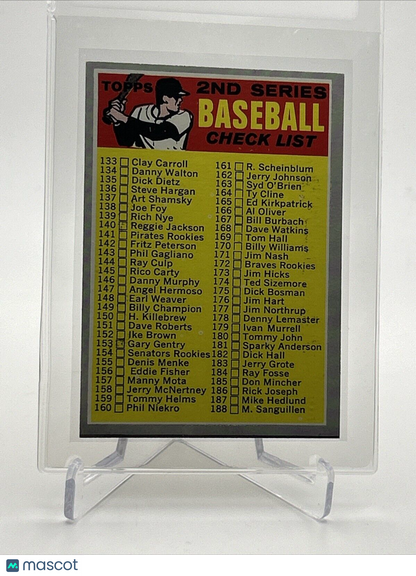 TOPPS 2ND SERIES
BASEBALL
CHECK LIST
133 Clay Carroll
134 Danny Walton
135 Dick Dietz
136 Steve Hargan
137 Art Shamsky
138 Joe Foy
139 Rich Nye
140 Reggie Jackson
141 Pirates Rookies
142 Fritz Peterson
143 Phil Gagliano
144 Ray Culp
145 Rico Carty
146 Danny Murphy
147 Angel Hermoso
148 Earl Weaver
149 Billy Champion
150 H. Killebrew
151 Dave Roberts
152 Ike Brown
153 Gary Gentry
154 Senators Rookies
155 Denis Menke
156 Eddie Fisher
157 Manny Mota
158 Jerry McNertney
159 Tommy Helms
160 Phil Niekro
161 R. Scheinblum
162 Jerry Johnson
163 Syd O'Brien
164 Ty Cline
165 Ed Kirkpatrick
166 Al Oliver
167 Bill Burbach
168 Dave Watkins
169 Tom Hall
170 Billy Williams
171 Jim Nash
172 Braves Rookies
173 Jim Hicks
174 Ted Sizemore
175 Dick Bosman
176 Jim Hart
177 Jim Northrup
178 Denny Lemaster
179 Ivan Murrell
180 Tommy John
181 Sparky Anderson
182 Dick Hall
183 Jerry Grote
184 Ray Fosse
185 Don Mincher
186 Rick Joseph
187 Mike Hedlund
188 M. Sanguillen
mascot